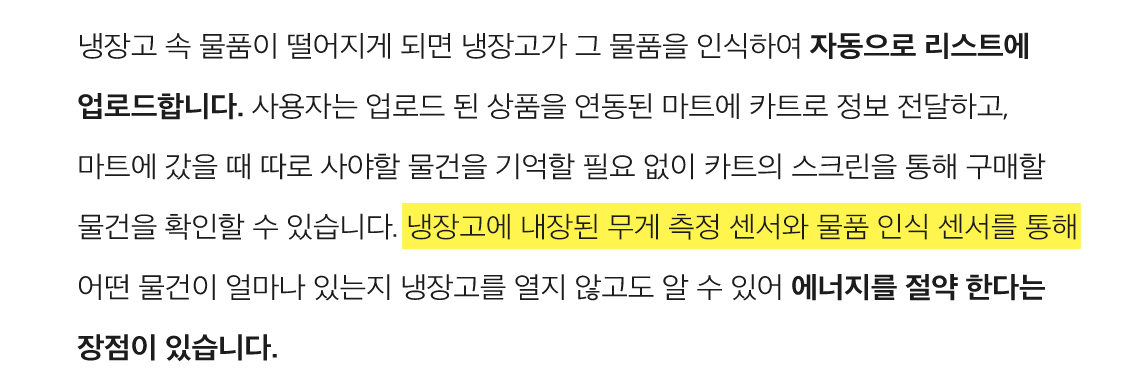 냉장고 속 물품이 떨어지게 되면 냉장고가 그 물품을 인식하여 자동으로 리스트에
업로드합니다. 사용자는 업로드 된 상품을 연동된 마트에 카트로 정보 전달하고,
마트에 갔을 때 따로 사야할 물건을 기억할 필요 없이 카트의 스크린을 통해 구매할
물건을 확인할 수 있습니다. 냉장고에 내장된 무게 측정 센서와 물품 인식 센서를 통해
어떤 물건이 얼마나 있는지 냉장고를 열지 않고도 알 수 있어 에너지를 절약 한다는
장점이 있습니다.